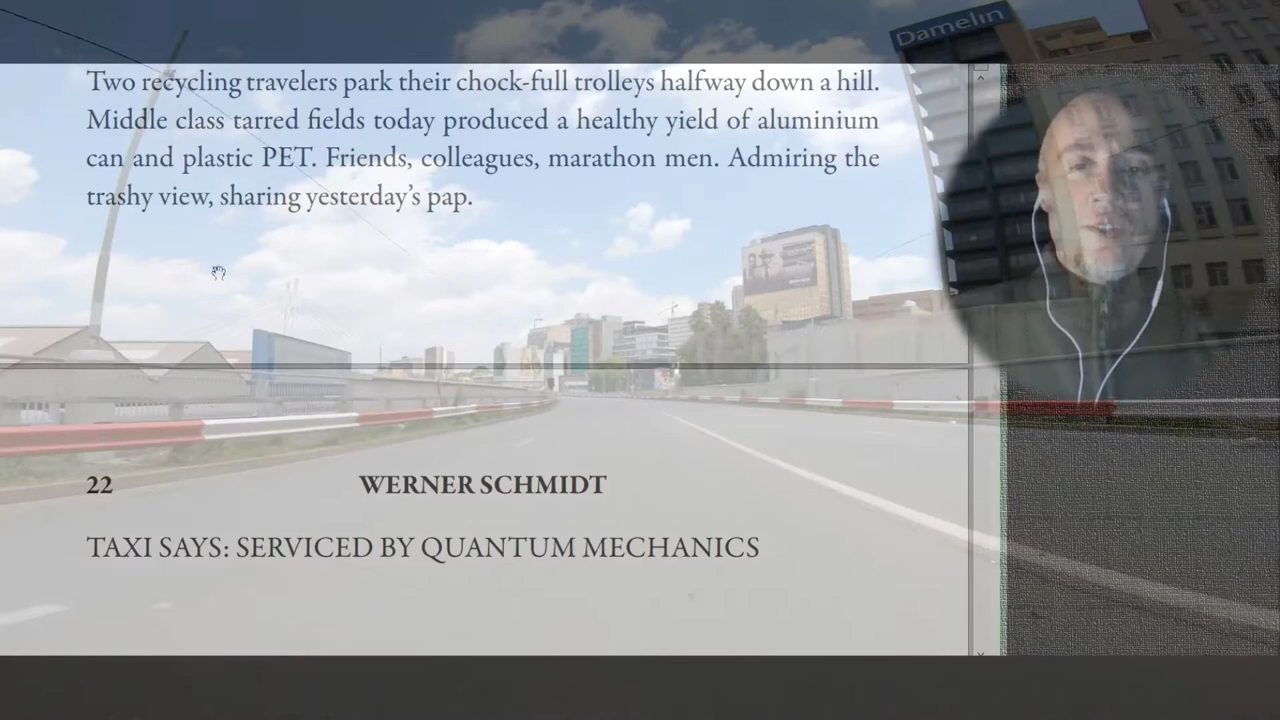 Damelin
Two recycling travelers park their chock-full trolleys halfway down a hill.
Middle class tarred fields today produced a healthy yield of aluminium
can and plastic PET. Friends, colleagues, marathon men. Admiring the
trashy view, sharing yesterday’s pap.
22
WERNER SCHMIDT
TAXI SAYS: SERVICED BY QUANTUM MECHANICS